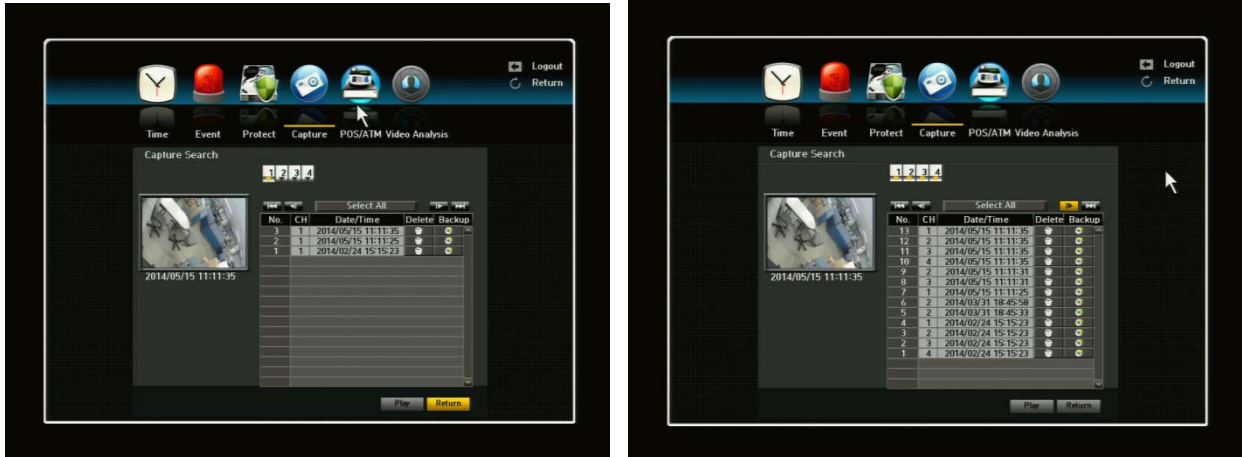 Logout
Return
Time Event Protect Capture POS/ATM Video Analysis
Capture Search
1 2 3 4
Select All
No. CH Date/Time Delete Backup
3 1 2014/05/15 11:11:35
2 1 2014/05/15 11:11:25
1 1 2014/02/24 15:15:23
2014/05/15 11:11:35
Play Return
Logout
Return
Time Event Protect Capture POS/ATM Video Analysis
Capture Search
1 2 3 4
Select All
No. CH Date/Time Delete Backup
13 1 2014/05/15 11:11:35
12 2 2014/05/15 11:11:35
11 3 2014/05/15 11:11:35
10 4 2014/05/15 11:11:35
9 2 2014/05/15 11:11:31
8 3 2014/05/15 11:11:31
7 1 2014/05/15 11:11:25
6 2 2014/03/31 18:45:58
5 2 2014/03/31 18:45:33
4 1 2014/02/24 15:15:23
3 2 2014/02/24 15:15:23
2 3 2014/02/24 15:15:23
1 4 2014/02/24 15:15:23
2014/05/15 11:11:35
Play Return